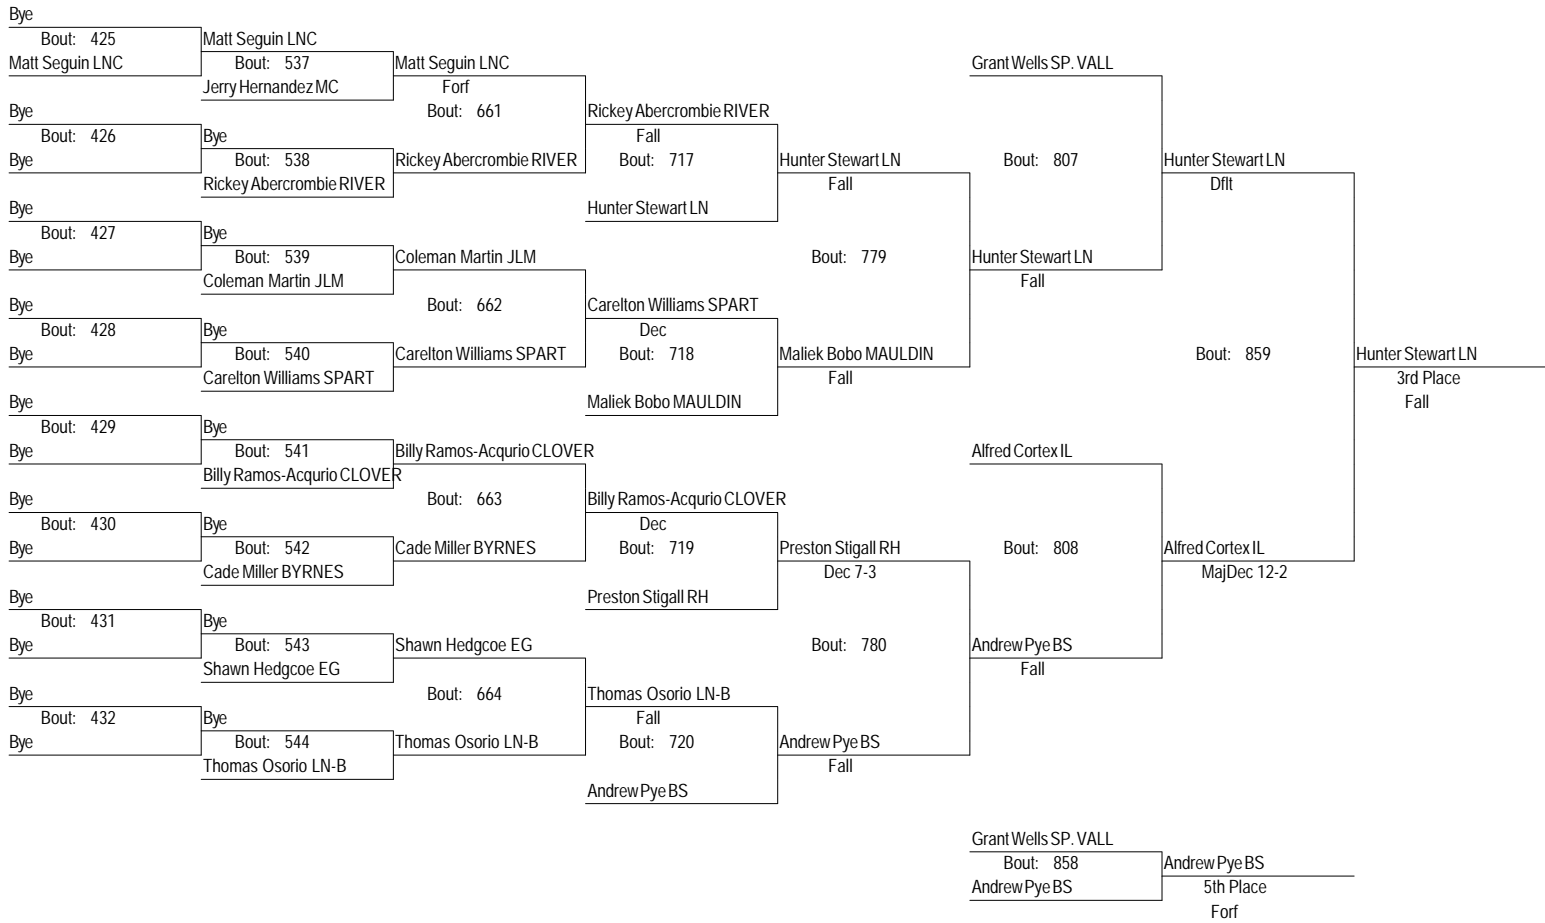 Bye
Bout: 425
Matt Seguin LNC
Bye
Bout: 426
Bye
Bye
Bout: 427
Bye
Bye
Bout: 428
Bye
Bye
Bout: 429
Bye
Bye
Bout: 430
Bye
Bye
Bout: 431
Bye
Bye
Bout: 432
Bye
Matt Seguin LNC
Bout: 537
Jerry Hernandez MC
Bye
Bout: 538
Rickey Abercrombie RIVER
Bye
Bout: 539
Coleman Martin JLM
Bye
Bout: 540
Carelton Williams SPART
Bye
Bout: 541
Billy Ramos-Acqurio CLOVER
Bye
Bout: 542
Cade Miller BYRNES
Bye
Bout: 543
Shawn Hedgcoe EG
Bye
Bout: 544
Thomas Osorio LN-B
Matt Seguin LNC
Forf
Bout: 661
Rickey Abercrombie RIVER
Coleman Martin JLM
Bout: 662
Carelton Williams SPART
Billy Ramos-Acqurio CLOVER
Bout: 663
Cade Miller BYRNES
Shawn Hedgcoe EG
Bout: 664
Thomas Osorio LN-B
Rickey Abercrombie RIVER
Fall
Bout: 717
Hunter Stewart LN
Carelton Williams SPART
Dec
Bout: 718
Maliek Bobo MAULDIN
Billy Ramos-Acqurio CLOVER
Dec
Bout: 719
Preston Stigall RH
Thomas Osorio LN-B
Fall
Bout: 720
Andrew Pye BS
Hunter Stewart LN
Fall
Bout: 779
Maliek Bobo MAULDIN
Fall
Preston Stigall RH
Dec 7-3
Bout: 780
Andrew Pye BS
Fall
Grant Wells SP. VALL
Bout: 807
Hunter Stewart LN
Fall
Alfred Cortex IL
Bout: 808
Andrew Pye BS
Fall
Hunter Stewart LN
Dflt
Bout: 859
Alfred Cortex IL
MajDec 12-2
Hunter Stewart LN
3rd Place
Fall
Grant Wells SP. VALL
Bout: 858
Andrew Pye BS
Andrew Pye BS
5th Place
Forf